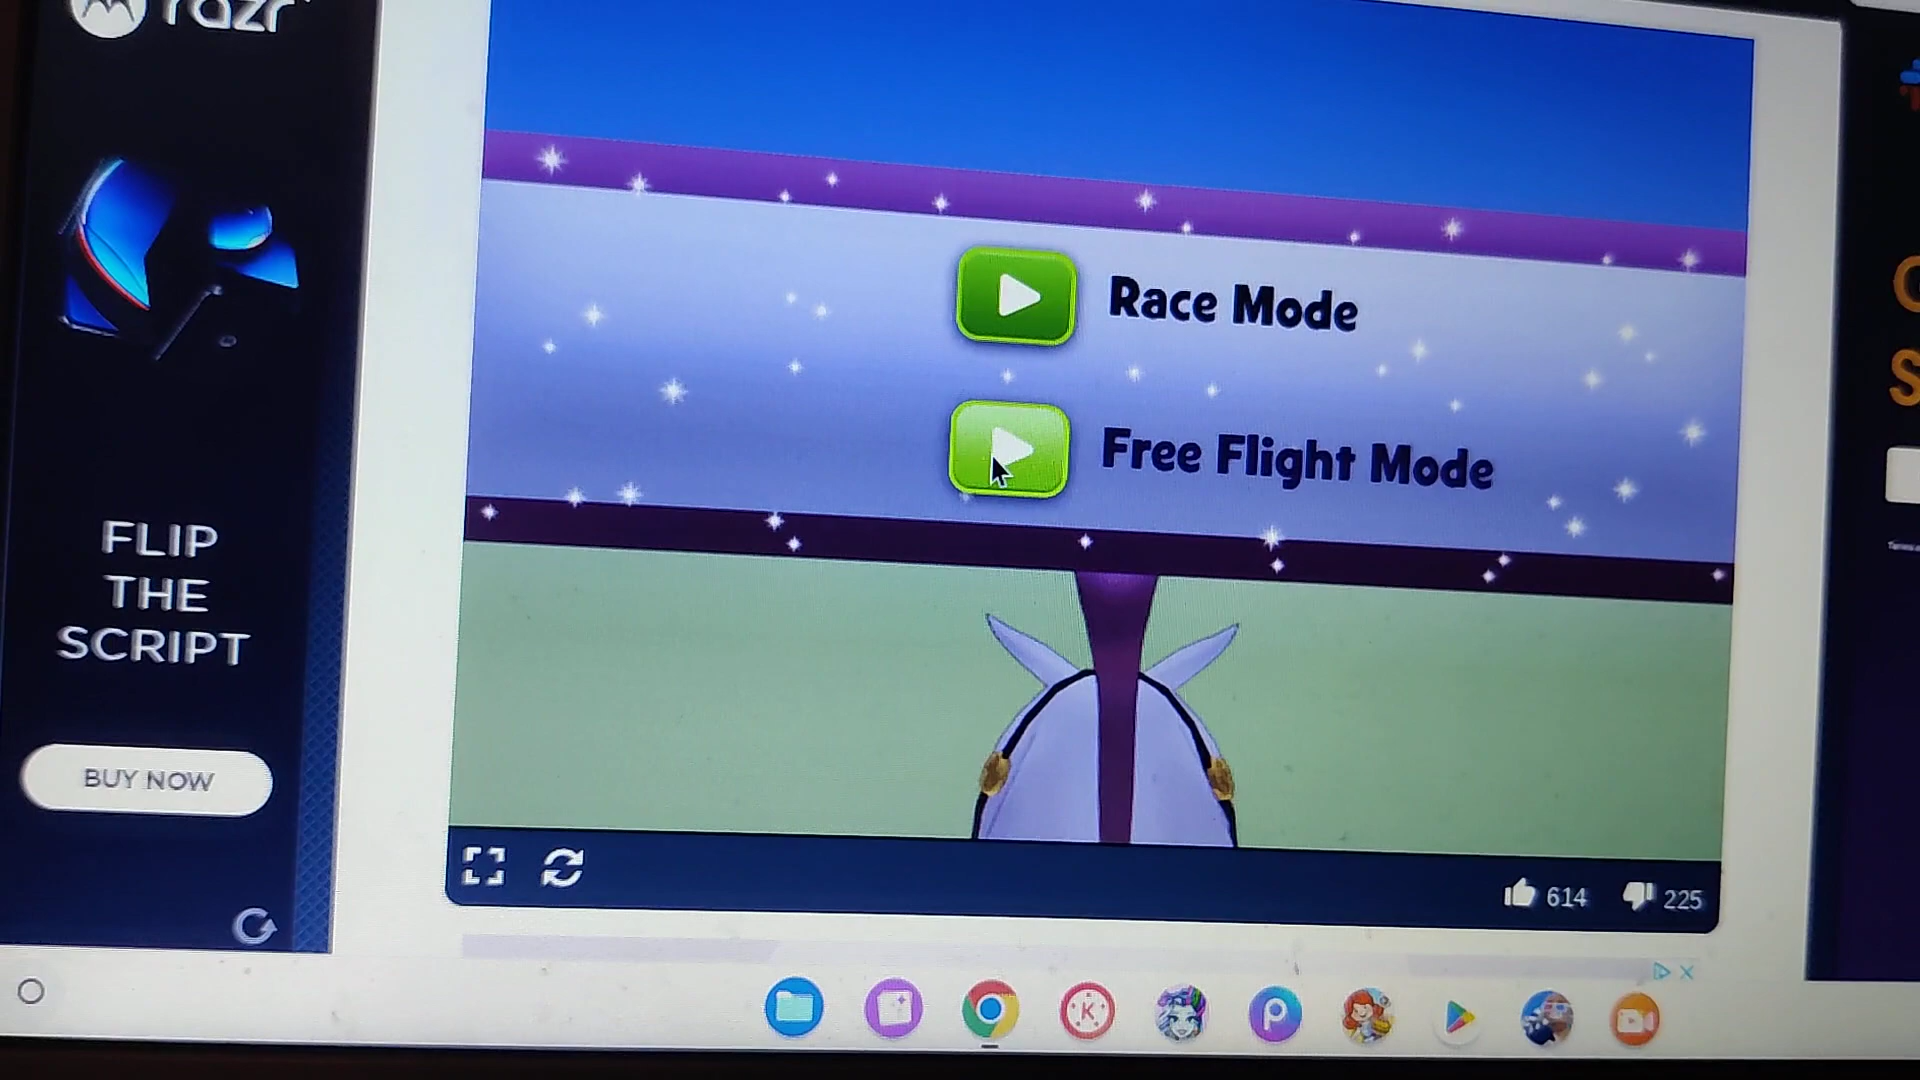 razr
Race Mode
Free Flight Mode
FLIP
THE
SCRIPT
BUY NOW
614
225
K
P